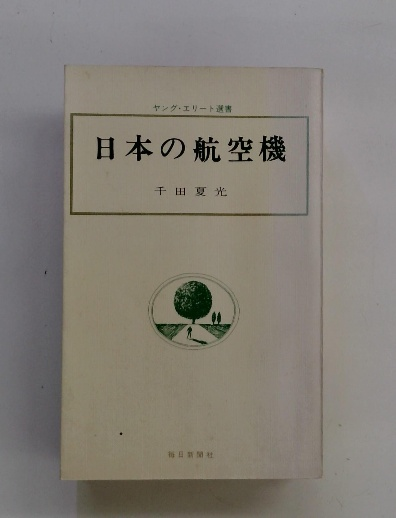 ヤング・エリート選書
日本の航空機
千田夏光
毎日新聞社